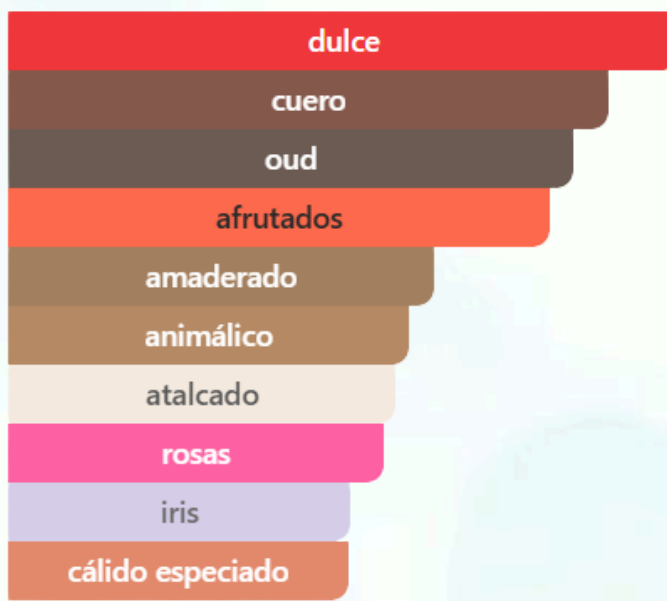 dulce
cuero
oud
afrutados
amaderado
animálico
atalcado
rosas
iris
cálido especiado